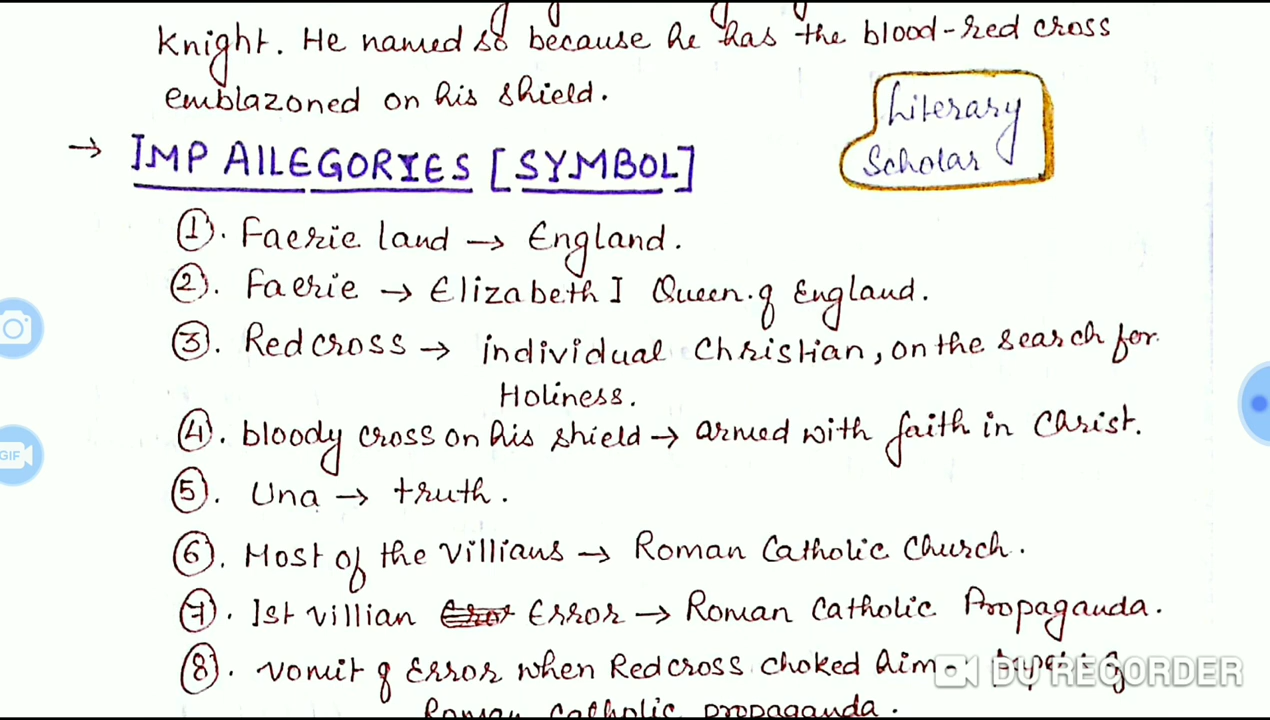 Knight. He named so because he has the blood-red cross
emblazoned on his shield.
Literary
Scholar
→ IMP AllEGORIES [SYMBOL]
①. Faerie land → England.
②. Faerie → Elizabeth I Queen of England.
③. Redcross → individual Christian, on the search for
Holiness.
④. bloody cross on his shield → armed with faith in Christ.
⑤. Una → truth.
⑥. Most of the Villians → Roman Catholic Church.
⑦. 1st villian Error → Roman Catholic Propaganda.
⑧. vomit of Error when Redcross choked him
DU RECORDER
Roman Catholic propaganda.
GIF